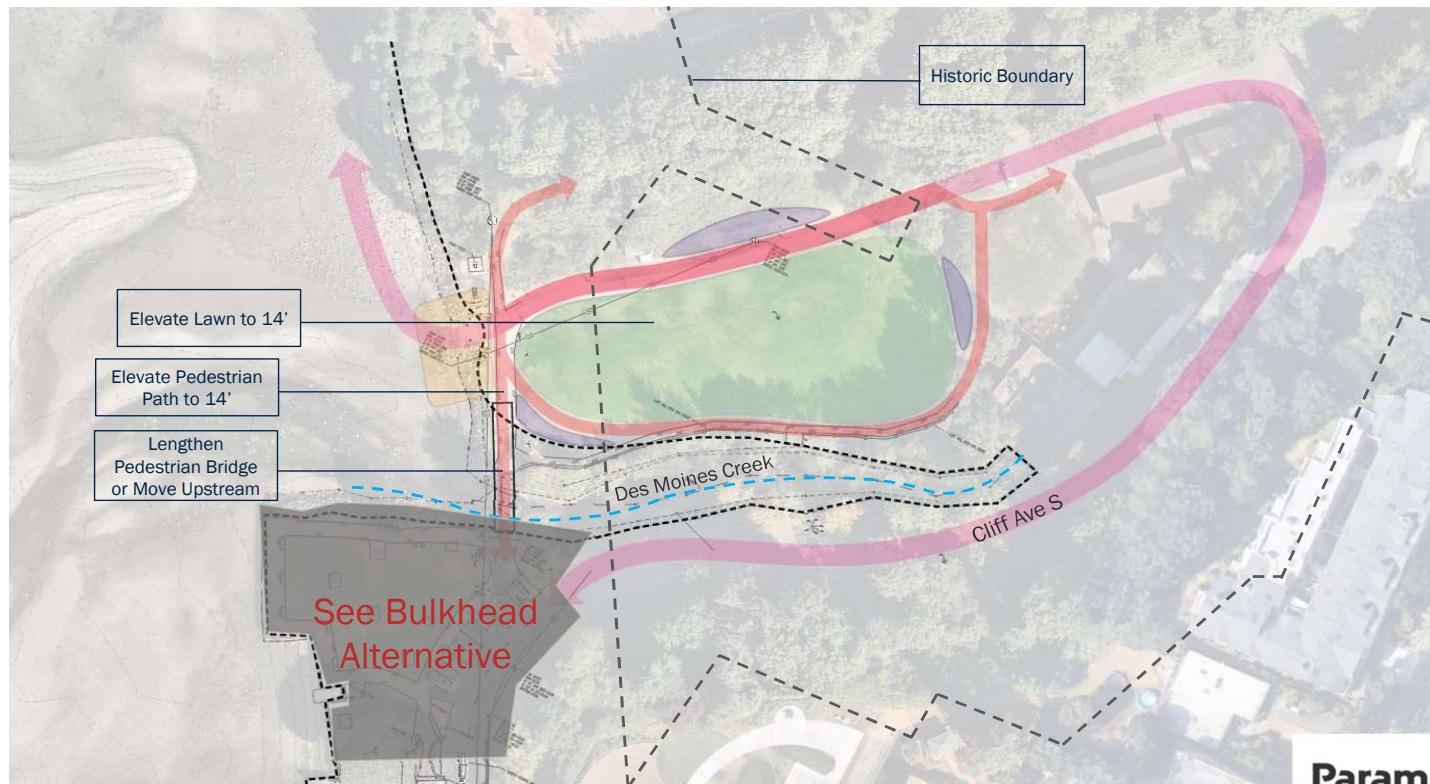 Historic Boundary
Elevate Lawn to 14’
Elevate Pedestrian
Path to 14’
Lengthen
Pedestrian Bridge
or Move Upstream
Des Moines Creek
Cliff Ave S
See Bulkhead
Alternative
Param